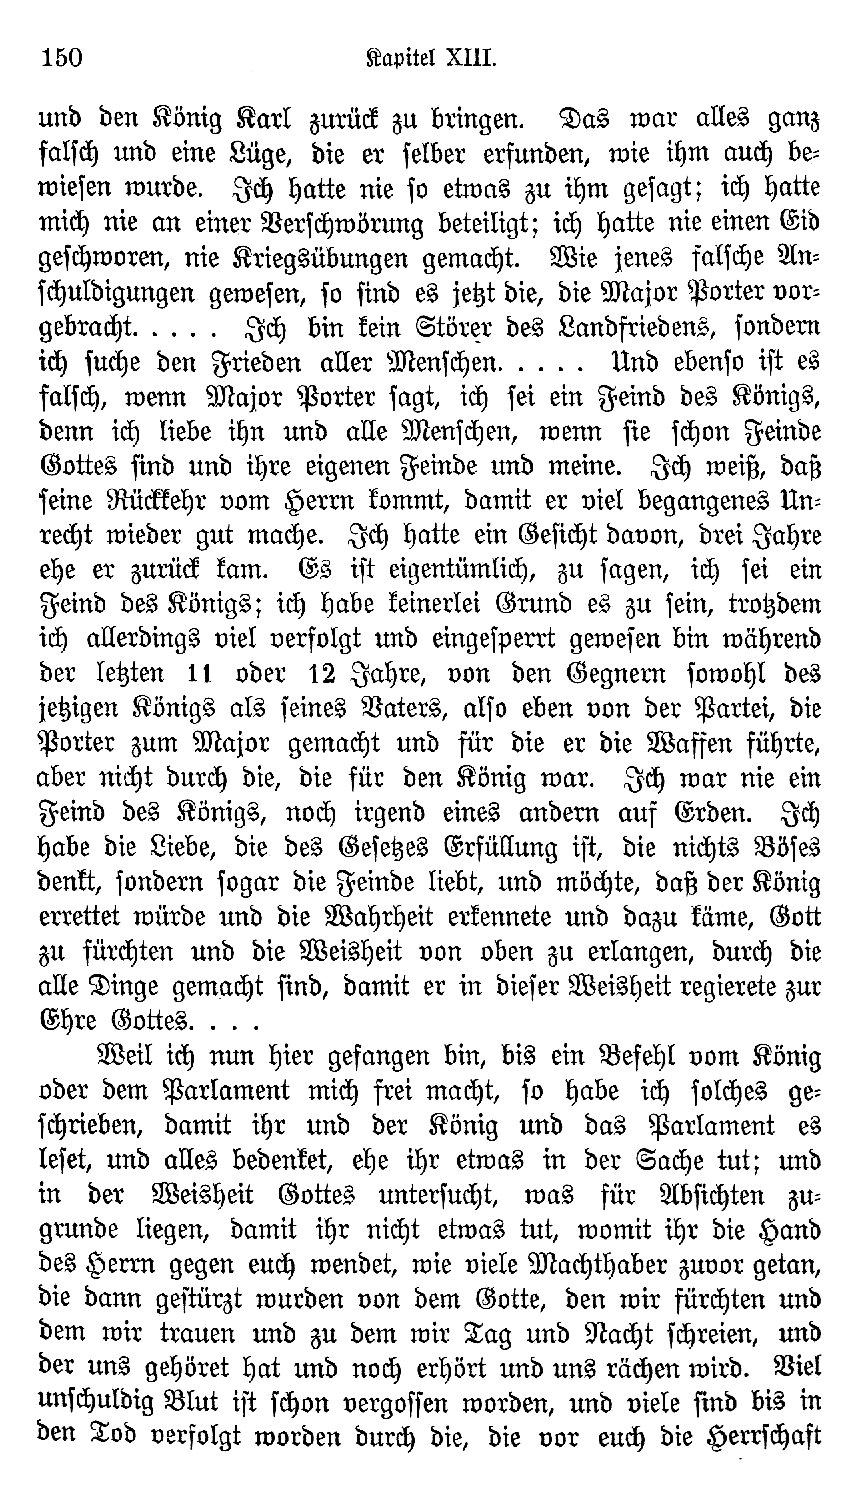 150 Kapitel XIII.
und den König Karl zurück zu bringen. Das war alles ganz
falsch und eine Lüge, die er selber erfunden, wie ihm auch be-
wiesen wurde. Ich hatte nie so etwas zu ihm gesagt; ich hatte
mich nie an einer Verschwörung beteiligt; ich hatte nie einen Eid
geschworen, nie Kriegsübungen gemacht. Wie jenes falsche An-
schuldigungen gewesen, so sind es jetzt die, die Major Porter vor-
gebracht. . . . . Ich bin kein Störer des Landfriedens, sondern
ich suche den Frieden aller Menschen. . . . . Und ebenso ist es
falsch, wenn Major Porter sagt, ich sei ein Feind des Königs,
denn ich liebe ihn und alle Menschen, wenn sie schon Feinde
Gottes sind und ihre eigenen Feinde und meine. Ich weiß, daß
seine Rückkehr vom Herrn kommt, damit er viel begangenes Un-
recht wieder gut mache. Ich hatte ein Gesicht davon, drei Jahre
ehe er zurück kam. Es ist eigentümlich, zu sagen, ich sei ein
Feind des Königs; ich habe keinerlei Grund es zu sein, trotzdem
ich allerdings viel verfolgt und eingesperrt gewesen bin während
der letzten 11 oder 12 Jahre, von den Gegnern sowohl des
jetzigen Königs als seines Vaters, also eben von der Partei, die
Porter zum Major gemacht und für die er die Waffen führte,
aber nicht durch die, die für den König war. Ich war nie ein
Feind des Königs, noch irgend eines andern auf Erden. Ich
habe die Liebe, die des Gesetzes Erfüllung ist, die nichts Böses
denkt, sondern sogar die Feinde liebt, und möchte, daß der König
errettet würde und die Wahrheit erkennete und dazu käme, Gott
zu fürchten und die Weisheit von oben zu erlangen, durch die
alle Dinge gemacht sind, damit er in dieser Weisheit regierete zur
Ehre Gottes. . . .
Weil ich nun hier gefangen bin, bis ein Befehl vom König
oder dem Parlament mich frei macht, so habe ich solches ge-
schrieben, damit ihr und der König und das Parlament es
leset, und alles bedenket, ehe ihr etwas in der Sache tut; und
in der Weisheit Gottes untersucht, was für Absichten zu-
grunde liegen, damit ihr nicht etwas tut, womit ihr die Hand
des Herrn gegen euch wendet, wie viele Machthaber zuvor getan,
die dann gestürzt wurden von dem Gotte, den wir fürchten und
dem wir trauen und zu dem wir Tag und Nacht schreien, und
der uns gehöret hat und noch erhört und uns rächen wird. Viel
unschuldig Blut ist schon vergossen worden, und viele sind bis in
den Tod verfolgt worden durch die, die vor euch die Herrschaft